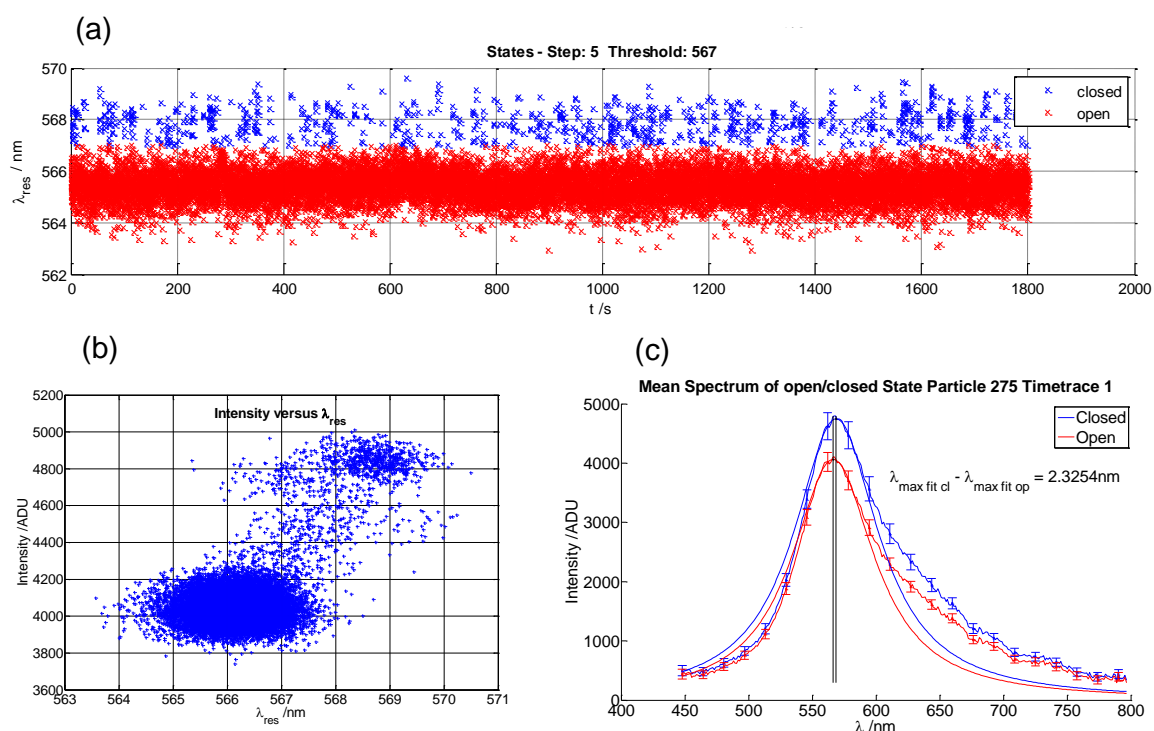 (a)
States - Step: 5 Threshold: 567
570
568
566
564
562
λres / nm
closed
open
0 200 400 600 800 1000 1200 1400 1600 1800 2000
t /s
(b)
Intensity versus λres
5200
5000
4800
4600
4400
4200
4000
3800
3600
Intensity /ADU
563 564 565 566 567 568 569 570 571
λres /nm
(c)
Mean Spectrum of open/closed State Particle 275 Timetrace 1
5000
4000
3000
2000
1000
0
Intensity /ADU
Closed
Open
λmax fit cl - λmax fit op = 2.3254nm
400 450 500 550 600 650 700 750 800
λ /nm